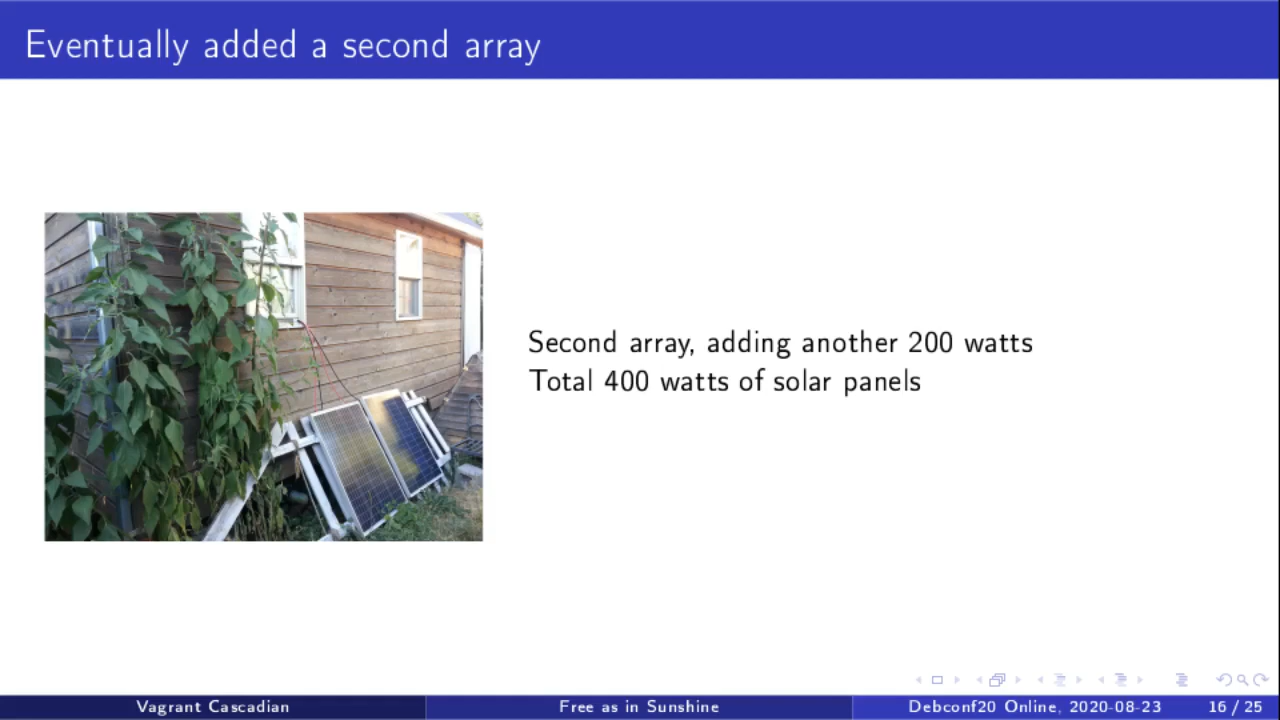 Eventually added a second array
Second array, adding another 200 watts
Total 400 watts of solar panels
Vagrant Cascadian
Free as in Sunshine
Debconf20 Online, 2020-08-23
16 / 25